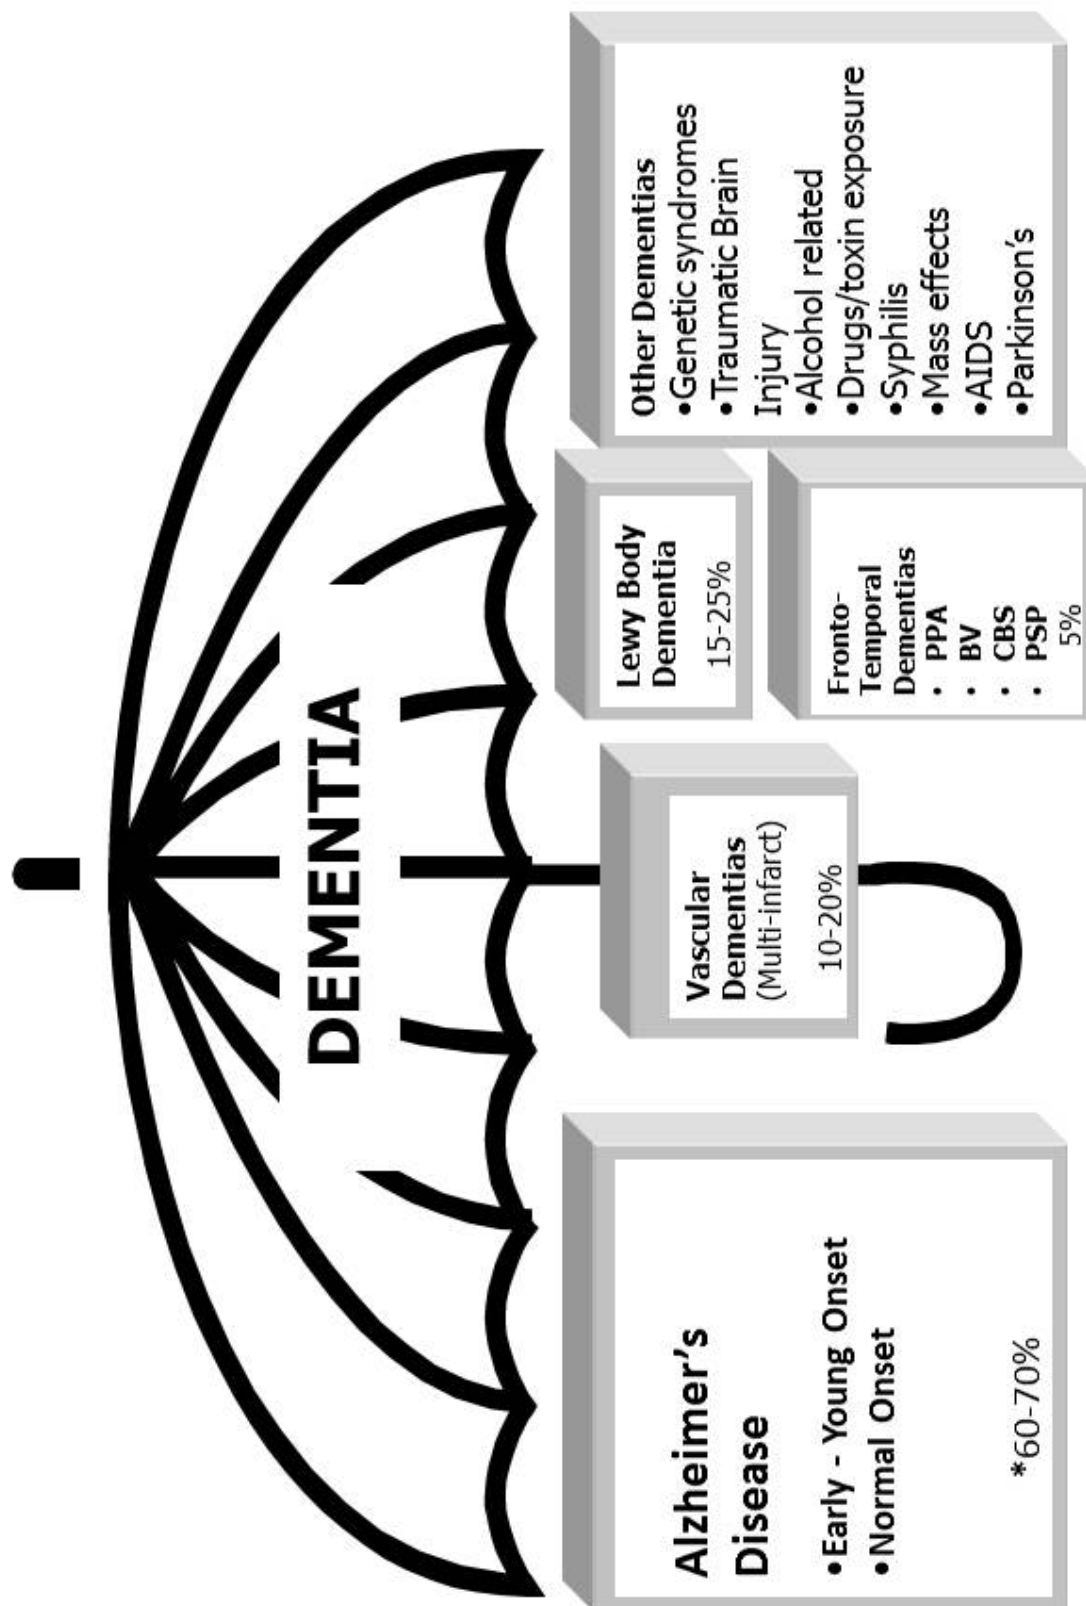 DEMENTIA
Alzheimer's
Disease
•Early - Young Onset
•Normal Onset
*60-70%
Vascular
Dementias
(Multi-infarct)
10-20%
Lewy Body
Dementia
15-25%
Fronto-
Temporal
Dementias
• PPA
• BV
• CBS
• PSP
5%
Other Dementias
•Genetic syndromes
•Traumatic Brain
Injury
•Alcohol related
•Drugs/toxin exposure
•Syphilis
•Mass effects
•AIDS
•Parkinson's